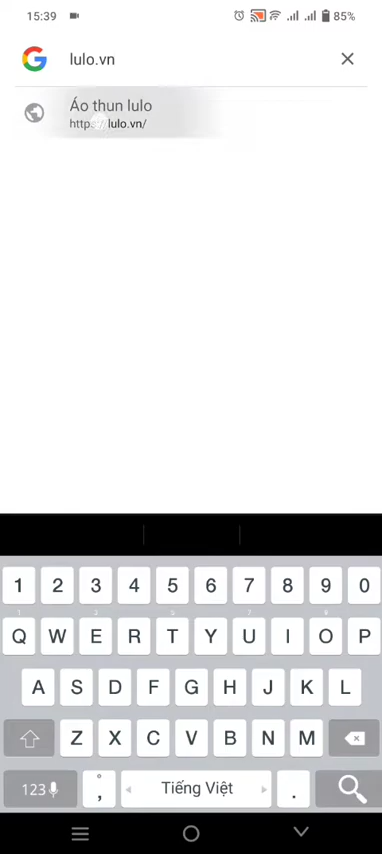 15:39
85%
lulo.vn
Áo thun lulo
https://lulo.vn/
1 2 3 4 5 6 7 8 9 0
Q W E R T Y U I O P
A S D F G H J K L
Z X C V B N M
123 , Tiếng Việt .